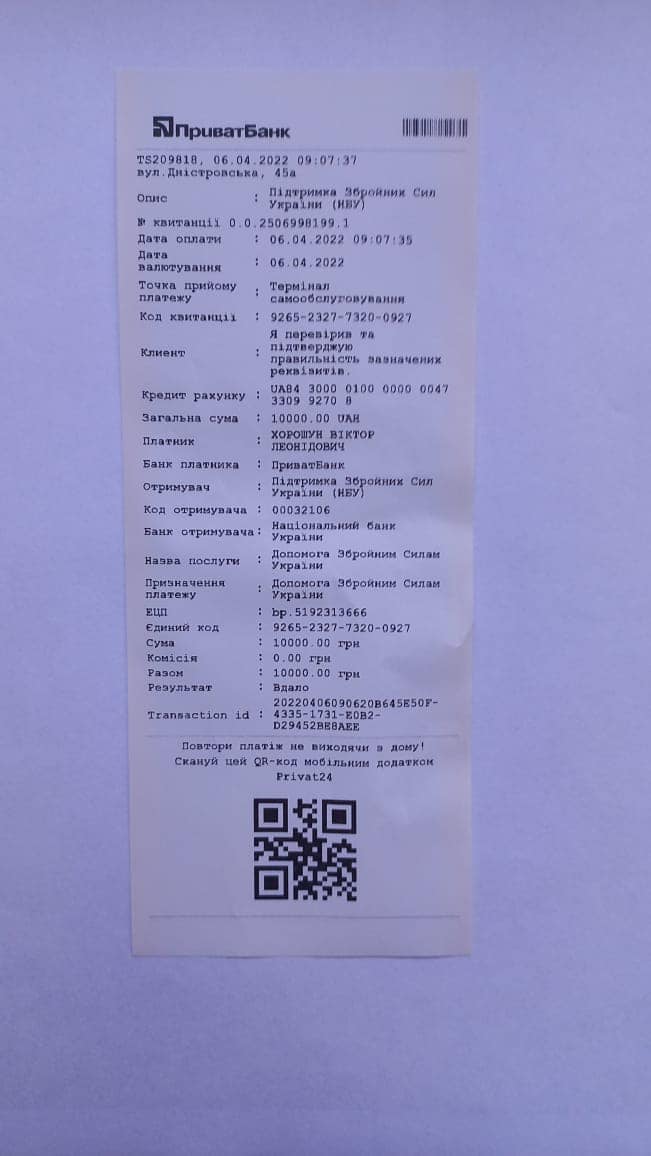 ПриватБанк
TS209818, 06.04.2022 09:07:37
вул.Дністровська, 45а
Опис : Підтримка Збройних Сил
України (НБУ)
№ квитанції 0.0.2506998199.1
Дата оплати : 06.04.2022 09:07:35
Дата
валютування : 06.04.2022
Точка прийому
платежу : Термінал
самообслуговування
Код квитанції : 9265-2327-7320-0927
Клиент : Я перевірив та
підтверджую
правильність зазначених
реквізитів.
Кредит рахунку : UA84 3000 0100 0000 0047
3309 9270 8
Загальна сума : 10000.00 UAH
Платник : ХОРОШУН ВІКТОР
ЛЕОНІДОВИЧ
Банк платника : ПриватБанк
Отримувач : Підтримка Збройних Сил
України (НБУ)
Код отримувача : 00032106
Банк отримувача: Національний банк
України
Назва послуги : Допомога Збройним Силам
України
Призначення
платежу : Допомога Збройним Силам
України
ЕЦП : bp.5192313666
Єдиний код : 9265-2327-7320-0927
Сума : 10000.00 грн
Комісія : 0.00 грн
Разом : 10000.00 грн
Результат : Вдало
Transaction id : 20220406090620B645E50F-
4335-1731-E0B2-
D29452BE8AEE
Повтори платіж не виходячи з дому!
Скануй цей QR-код мобільним додатком
Privat24